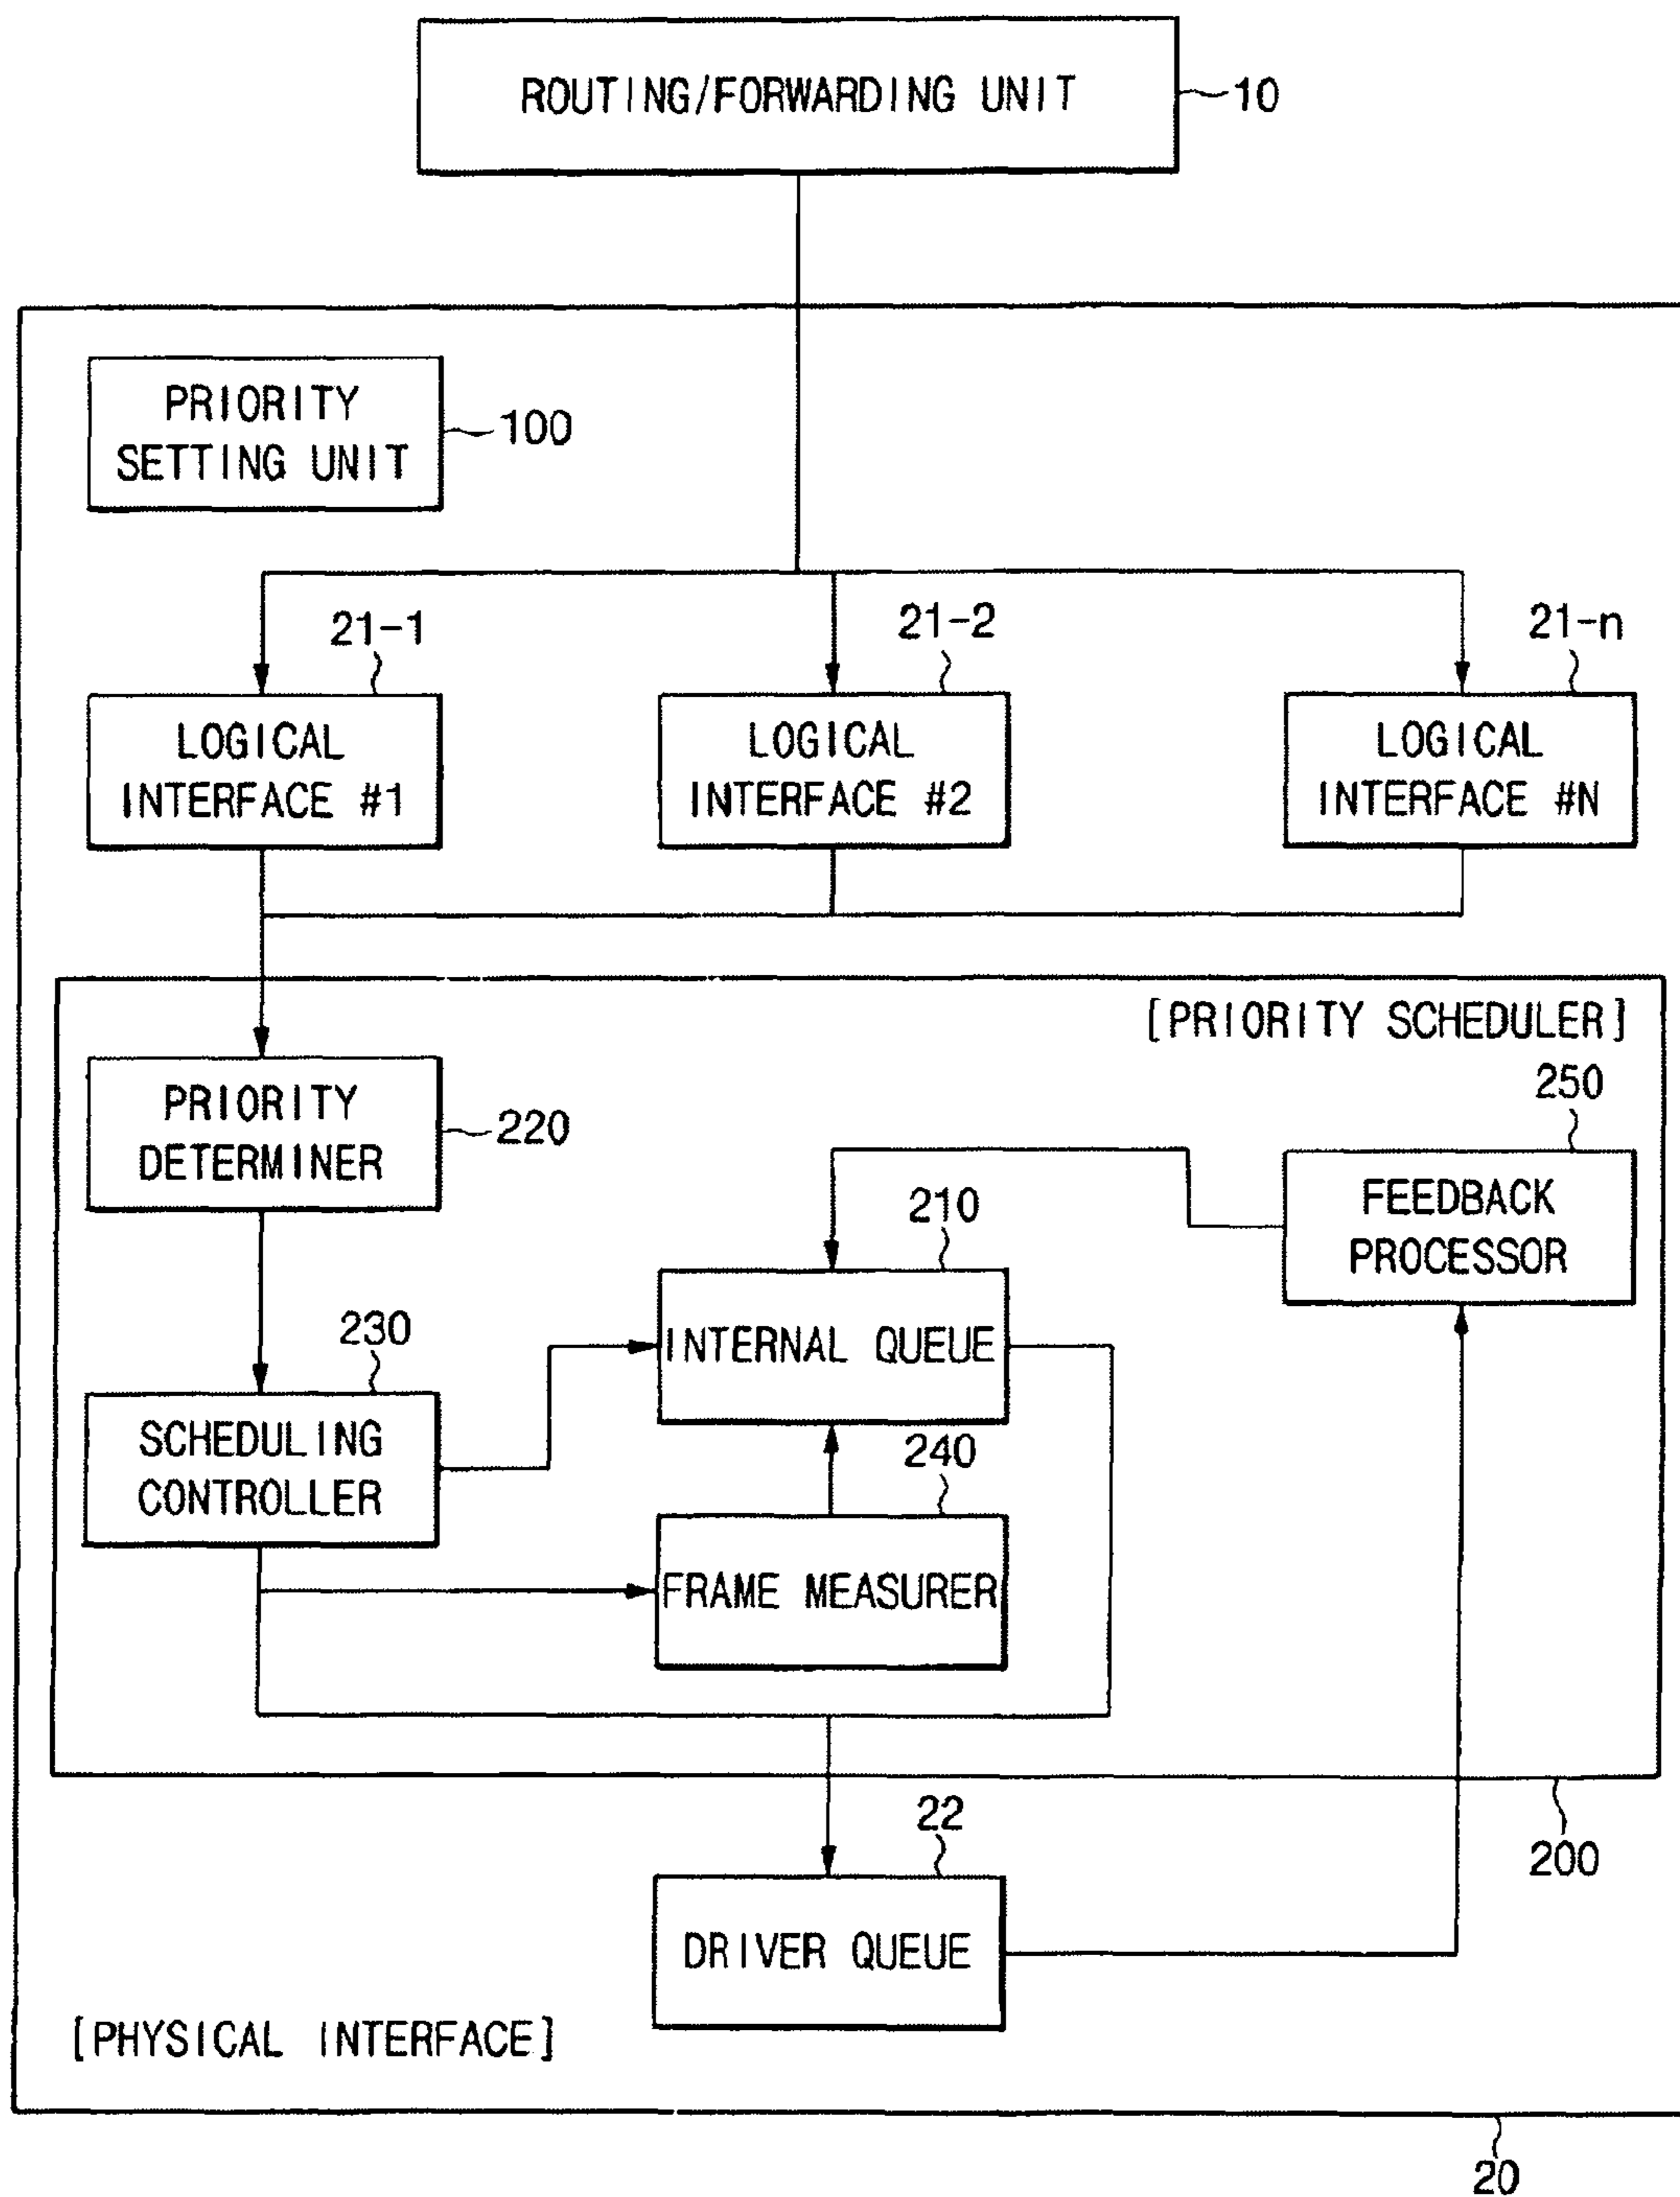 ROUTING/FORWARDING UNIT
10
PRIORITY
SETTING UNIT
100
21-1
21-2
21-n
LOGICAL
INTERFACE #1
LOGICAL
INTERFACE #2
LOGICAL
INTERFACE #N
[PRIORITY SCHEDULER]
PRIORITY
DETERMINER
220
250
FEEDBACK
PROCESSOR
210
INTERNAL QUEUE
230
SCHEDULING
CONTROLLER
240
FRAME MEASURER
200
22
DRIVER QUEUE
[PHYSICAL INTERFACE]
20